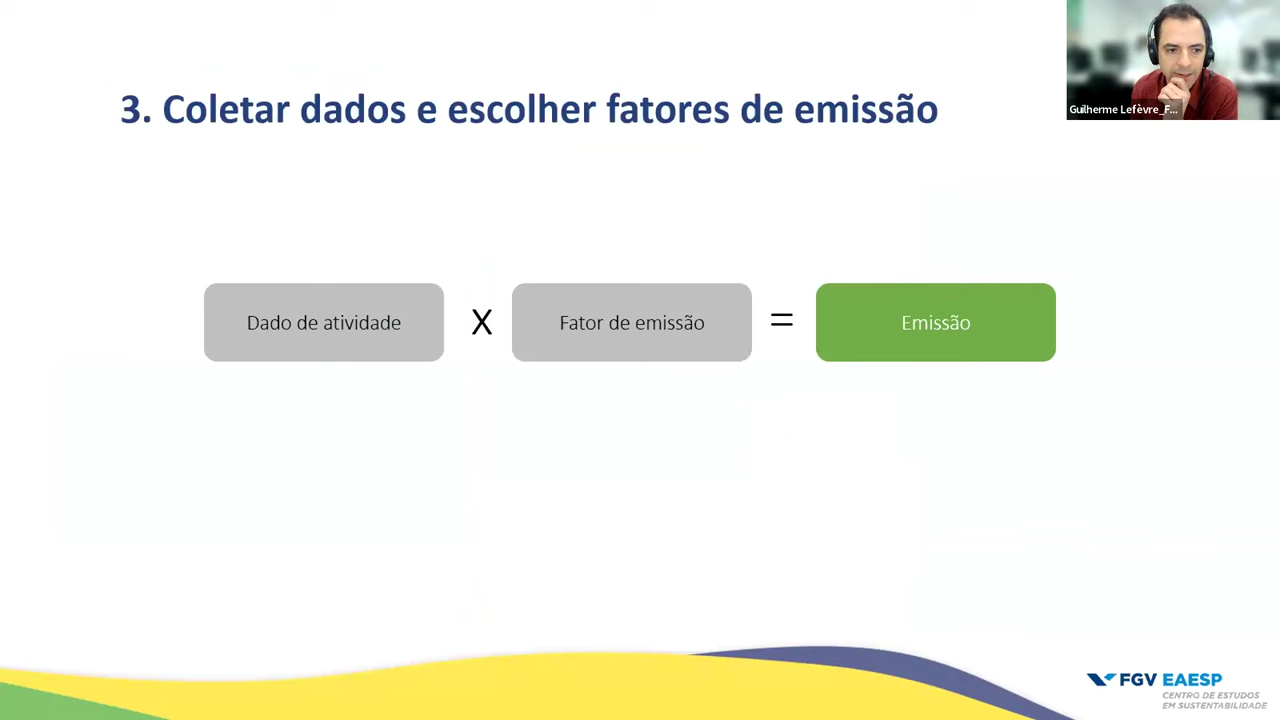 3. Coletar dados e escolher fatores de emissão
Guilherme Lefèvre_F...
Dado de atividade X Fator de emissão = Emissão
FGV EAESP
CENTRO DE ESTUDOS
EM SUSTENTABILIDADE